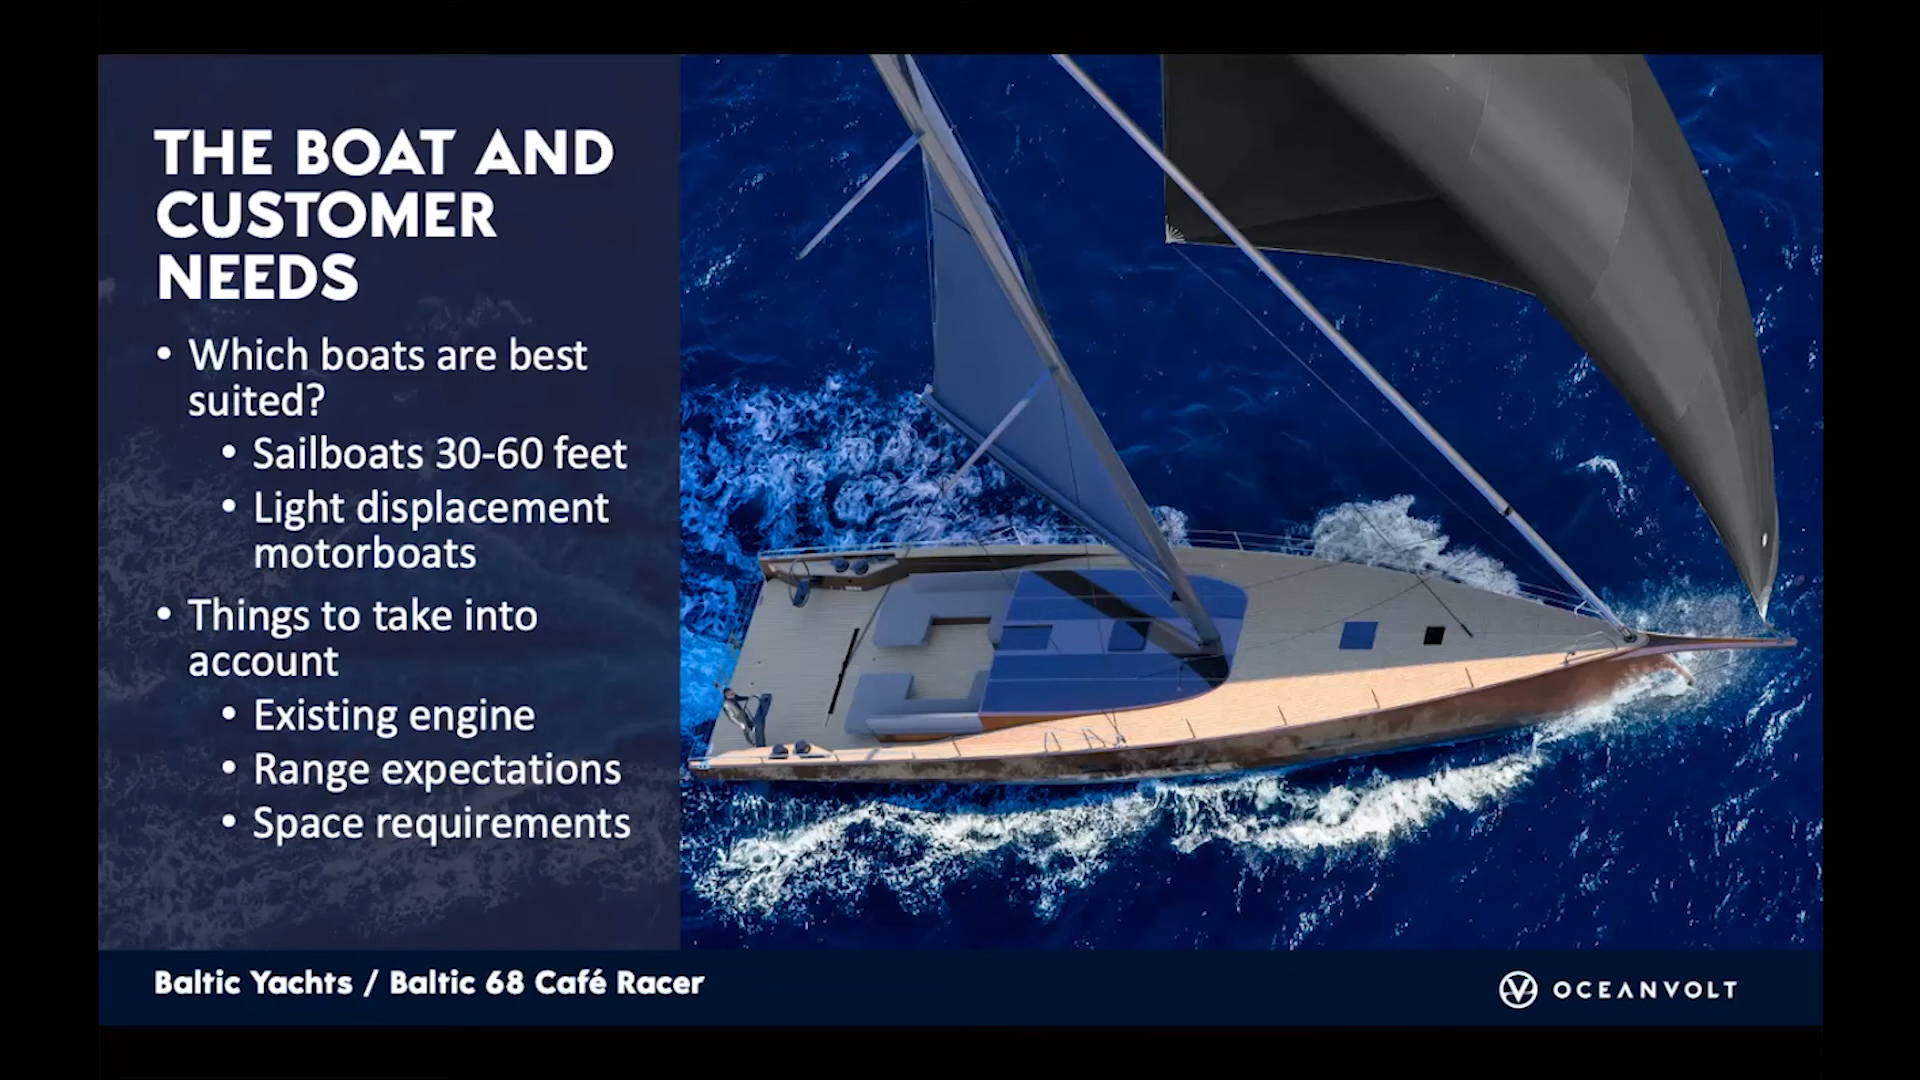 THE BOAT AND
CUSTOMER
NEEDS
• Which boats are best
suited?
• Sailboats 30-60 feet
• Light displacement
motorboats
• Things to take into
account
• Existing engine
• Range expectations
• Space requirements
Baltic Yachts / Baltic 68 Café Racer
OCEANVOLT